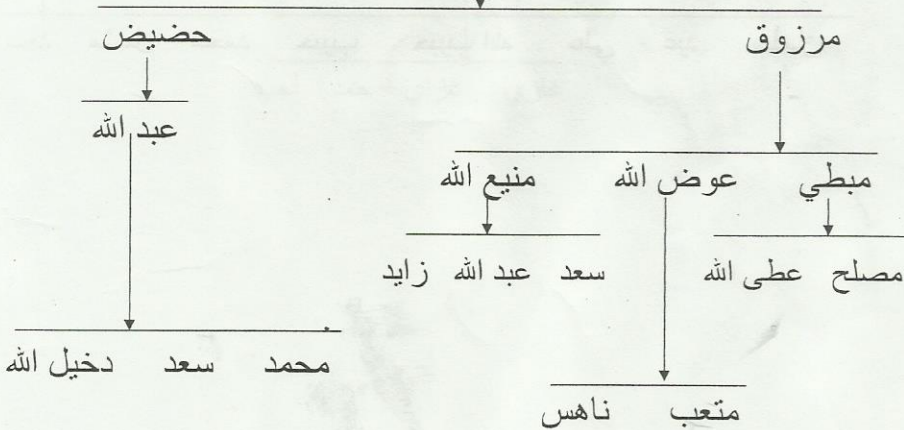 مرزوق حضيض
عبد الله
مبطي عوض الله منيع الله
مصلح عطى الله سعد عبد الله زايد
محمد سعد دخيل الله
متعب ناهس